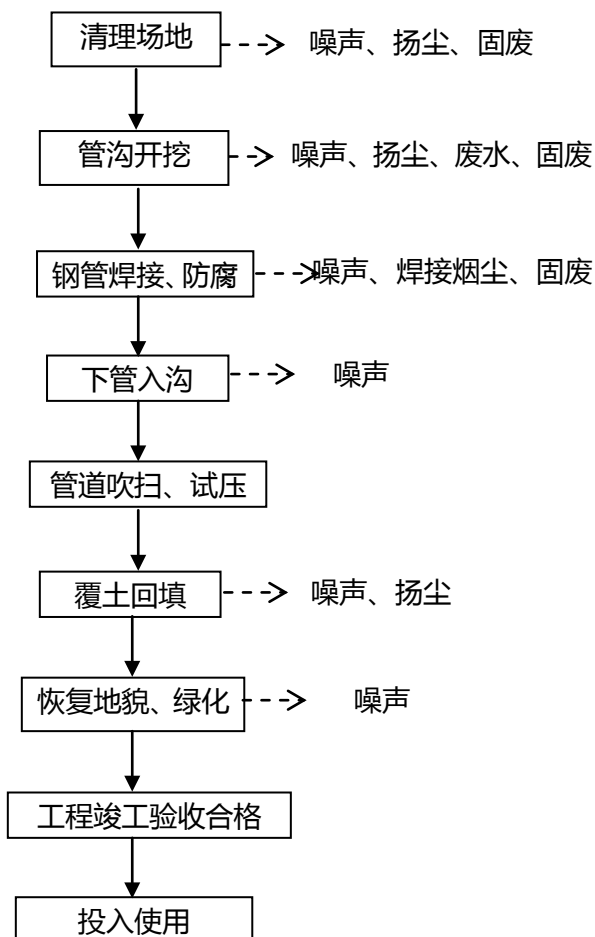 清理场地 噪声、扬尘、固废
管沟开挖 噪声、扬尘、废水、固废
钢管焊接、防腐 噪声、焊接烟尘、固废
下管入沟 噪声
管道吹扫、试压
覆土回填 噪声、扬尘
恢复地貌、绿化 噪声
工程竣工验收合格
投入使用